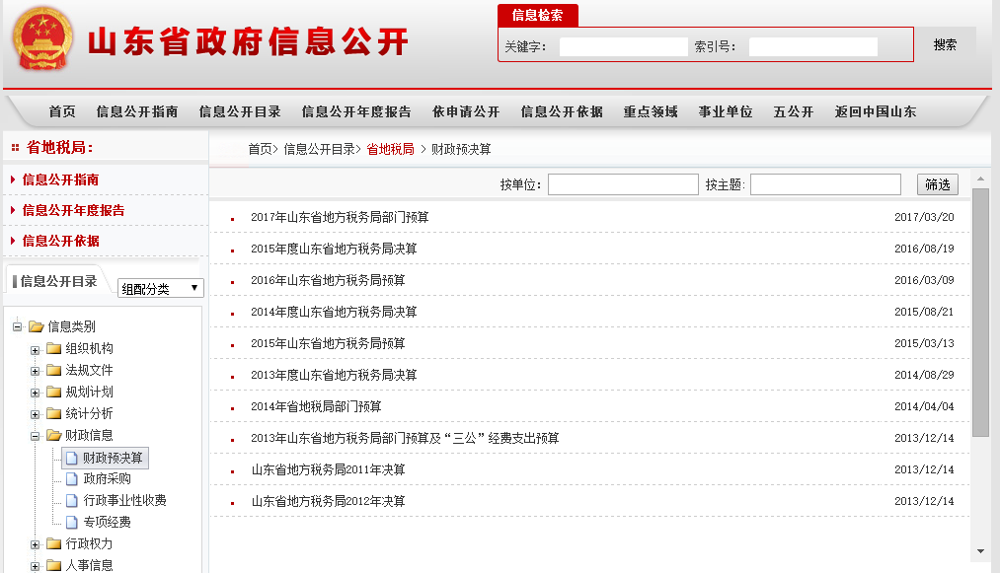 山东省政府信息公开
信息检索
关键字： 索引号： 搜索
首页 信息公开指南 信息公开目录 信息公开年度报告 依申请公开 信息公开依据 重点领域 事业单位 五公开 返回中国山东
省地税局：
信息公开指南
信息公开年度报告
信息公开依据
信息公开目录 组配分类
信息类别
组织机构
法规文件
规划计划
统计分析
财政信息
财政预决算
政府采购
行政事业性收费
专项经费
行政权力
人事信息
首页> 信息公开目录> 省地税局 > 财政预决算
按单位： 按主题: 筛选
2017年山东省地方税务局部门预算 2017/03/20
2015年度山东省地方税务局决算 2016/08/19
2016年山东省地方税务局预算 2016/03/09
2014年度山东省地方税务局决算 2015/08/21
2015年山东省地方税务局预算 2015/03/13
2013年度山东省地方税务局决算 2014/08/29
2014年省地税局部门预算 2014/04/04
2013年山东省地方税务局部门预算及“三公”经费支出预算 2013/12/14
山东省地方税务局2011年决算 2013/12/14
山东省地方税务局2012年决算 2013/12/14